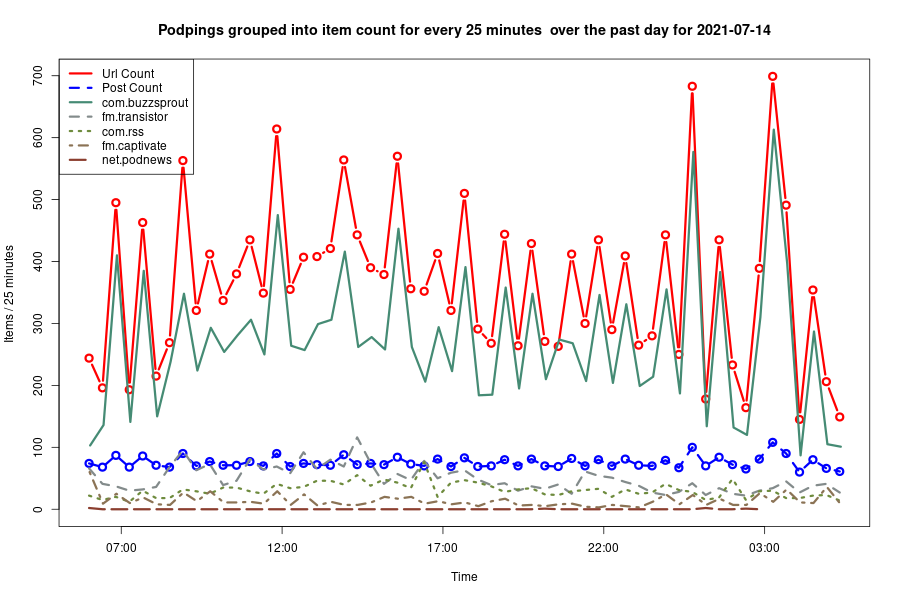 Podpings grouped into item count for every 25 minutes  over the past day for 2021-07-14
Url Count
Post Count
com.buzzsprout
fm.transistor
com.rss
fm.captivate
net.podnews
Items / 25 minutes
700
600
500
400
300
200
100
0
07:00 12:00 17:00 22:00 03:00
Time